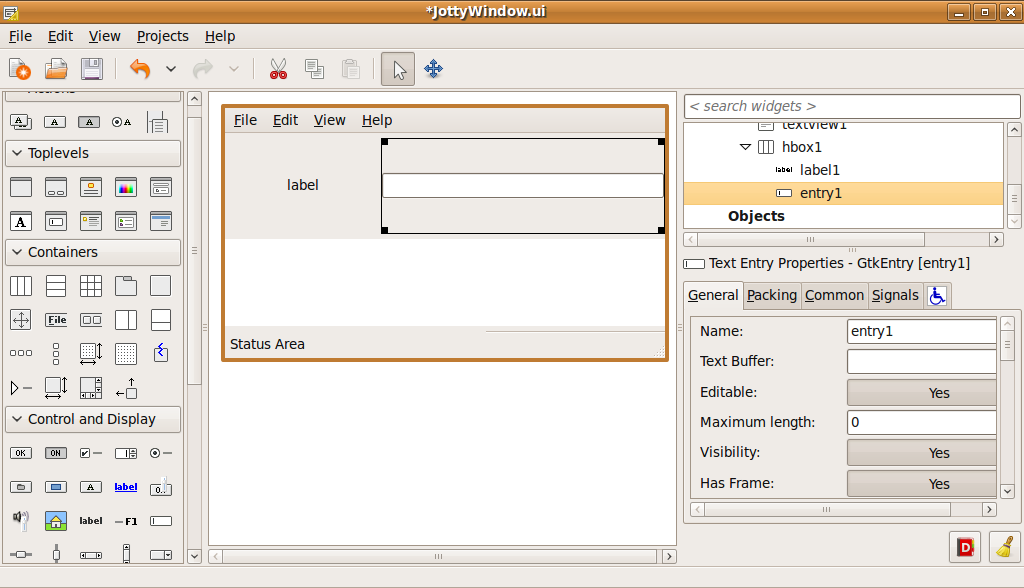 *JottyWindow.ui
File Edit View Projects Help
Toplevels
Containers
File
Control and Display
OK ON
label
label F1
File Edit View Help
label
Status Area
< search widgets >
textview1
hbox1
label label1
entry1
Objects
Text Entry Properties - GtkEntry [entry1]
General Packing Common Signals
Name: entry1
Text Buffer:
Editable: Yes
Maximum length: 0
Visibility: Yes
Has Frame: Yes
D